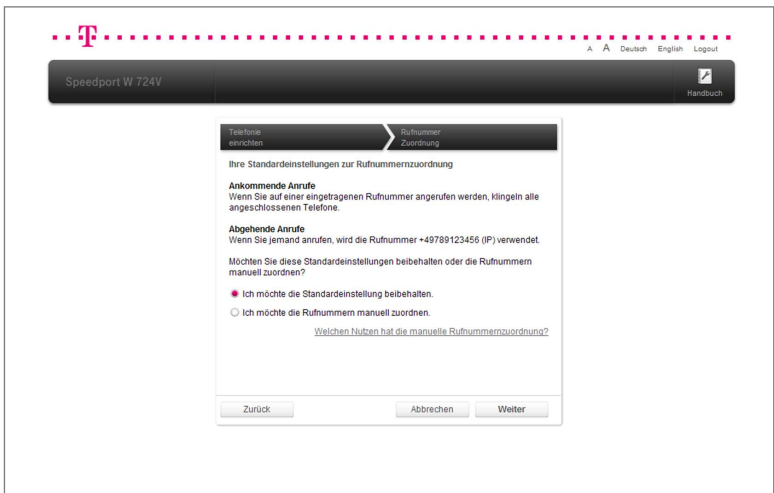 T
A A Deutsch English Logout
Speedport W 724V
Handbuch
Telefonie
einrichten
Rufnummer
Zuordnung
Ihre Standardeinstellungen zur Rufnummernzuordnung
Ankommende Anrufe
Wenn Sie auf einer eingetragenen Rufnummer angerufen werden, klingeln alle
angeschlossenen Telefone.
Abgehende Anrufe
Wenn Sie jemand anrufen, wird die Rufnummer +49789123456 (IP) verwendet.
Möchten Sie diese Standardeinstellungen beibehalten oder die Rufnummern
manuell zuordnen?
Ich möchte die Standardeinstellung beibehalten.
Ich möchte die Rufnummern manuell zuordnen.
Welchen Nutzen hat die manuelle Rufnummernzuordnung?
Zurück Abbrechen Weiter